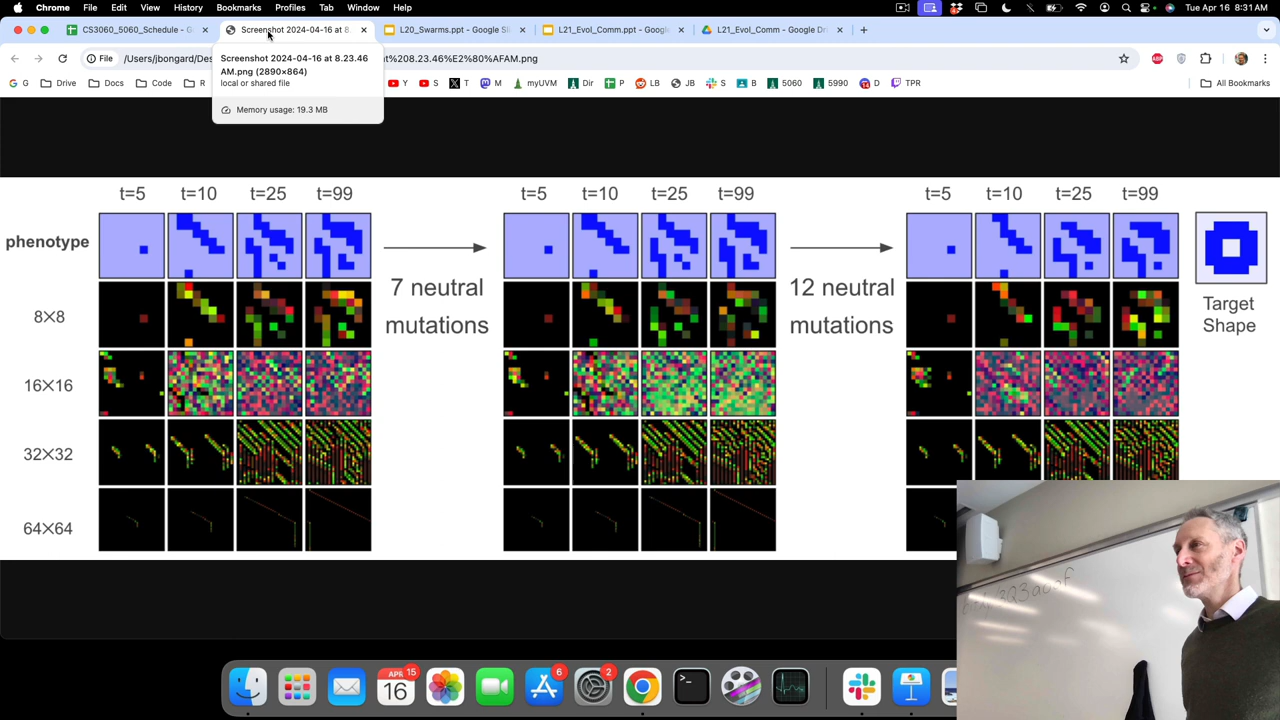 Chrome File Edit View History Bookmarks Profiles Tab Window Help
Tue Apr 16 8:31 AM
CS3060_5060_Schedule - G
Screenshot 2024-04-16 at 8
L20_Swarms.ppt - Google Sl
L21_Evol_Comm.ppt - Google
L21_Evol_Comm - Google Dr
File /Users/jbongard/Des
t%208.23.46%E2%80%AFAM.png
G Drive Docs Code R
Y S T M myUVM Dir P b S B 5060 5990 D TPR All Bookmarks
Screenshot 2024-04-16 at 8.23.46
AM.png (2890×864)
local or shared file
Memory usage: 19.3 MB
t=5 t=10 t=25 t=99
t=5 t=10 t=25 t=99
t=5 t=10 t=25 t=99
phenotype
8×8
16×16
32×32
64×64
7 neutral
mutations
12 neutral
mutations
Target
Shape
APR 15
16
6
2